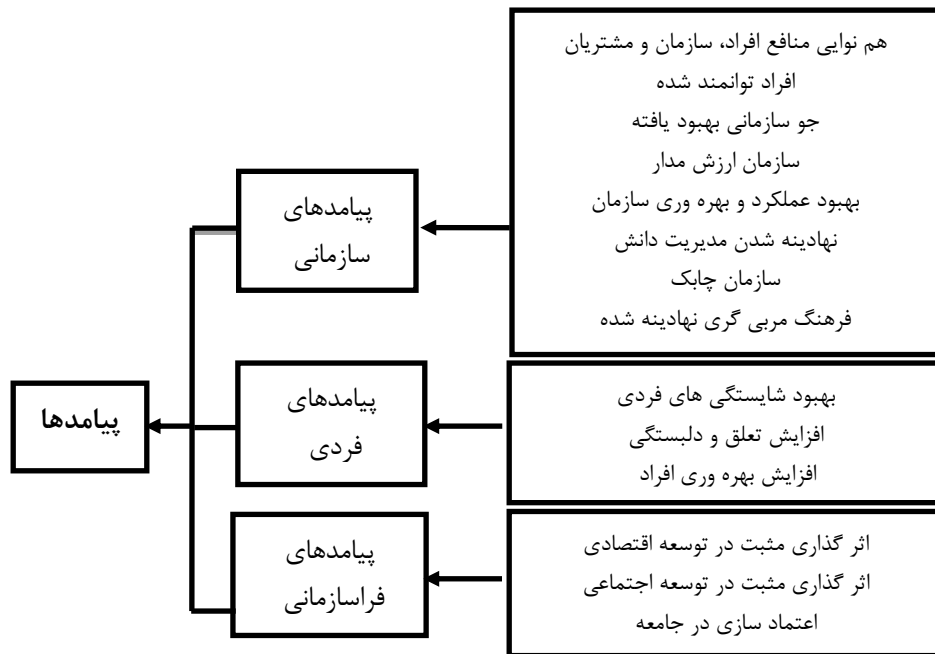 هم نوایی منافع افراد، سازمان و مشتریان
افراد توانمند شده
جو سازمانی بهبود یافته
سازمان ارزش مدار
بهبود عملکرد و بهره وری سازمان
نهادینه شدن مدیریت دانش
سازمان چابک
فرهنگ مربی گری نهادینه شده
پیامدهای
سازمانی
بهبود شایستگی های فردی
افزایش تعلق و دلبستگی
افزایش بهره وری افراد
پیامدهای
فردی
اثر گذاری مثبت در توسعه اقتصادی
اثر گذاری مثبت در توسعه اجتماعی
اعتماد سازی در جامعه
پیامدهای
فراسازمانی
پیامدها